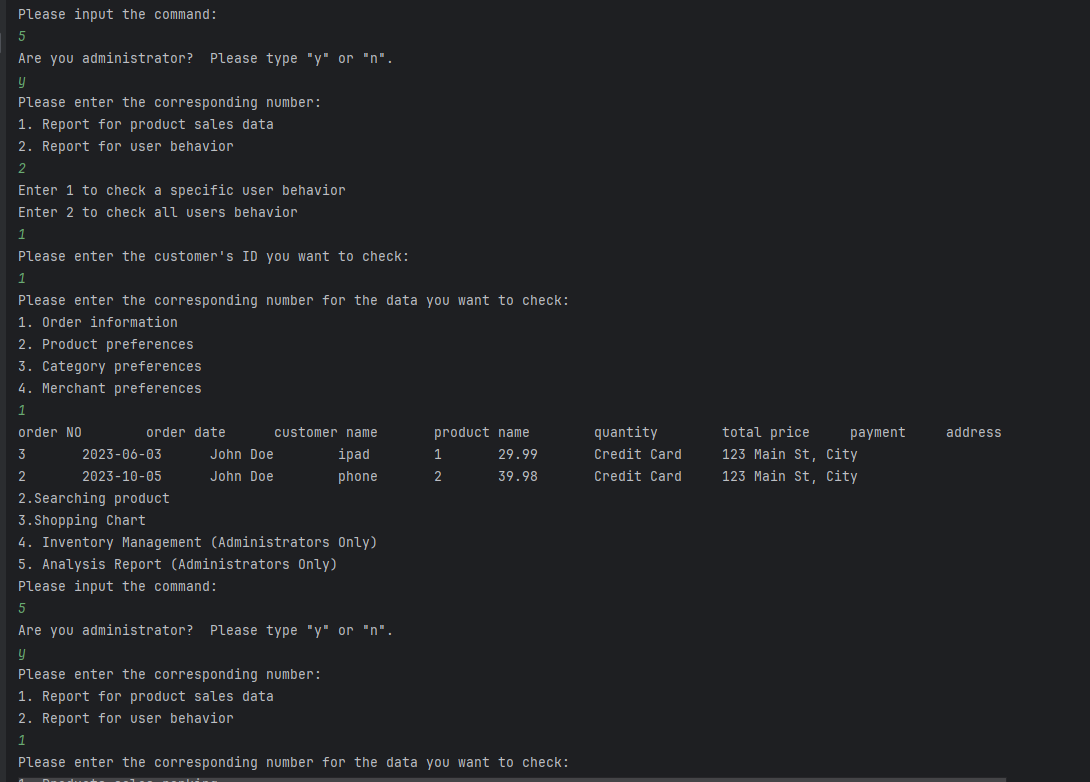 Please input the command:
5
Are you administrator?  Please type "y" or "n".
y
Please enter the corresponding number:
1. Report for product sales data
2. Report for user behavior
2
Enter 1 to check a specific user behavior
Enter 2 to check all users behavior
1
Please enter the customer's ID you want to check:
1
Please enter the corresponding number for the data you want to check:
1. Order information
2. Product preferences
3. Category preferences
4. Merchant preferences
1
order NO        order date      customer name       product name        quantity        total price     payment     address
3       2023-06-03      John Doe        ipad        1       29.99       Credit Card     123 Main St, City
2       2023-10-05      John Doe        phone       2       39.98       Credit Card     123 Main St, City
2.Searching product
3.Shopping Chart
4. Inventory Management (Administrators Only)
5. Analysis Report (Administrators Only)
Please input the command:
5
Are you administrator?  Please type "y" or "n".
y
Please enter the corresponding number:
1. Report for product sales data
2. Report for user behavior
1
Please enter the corresponding number for the data you want to check: